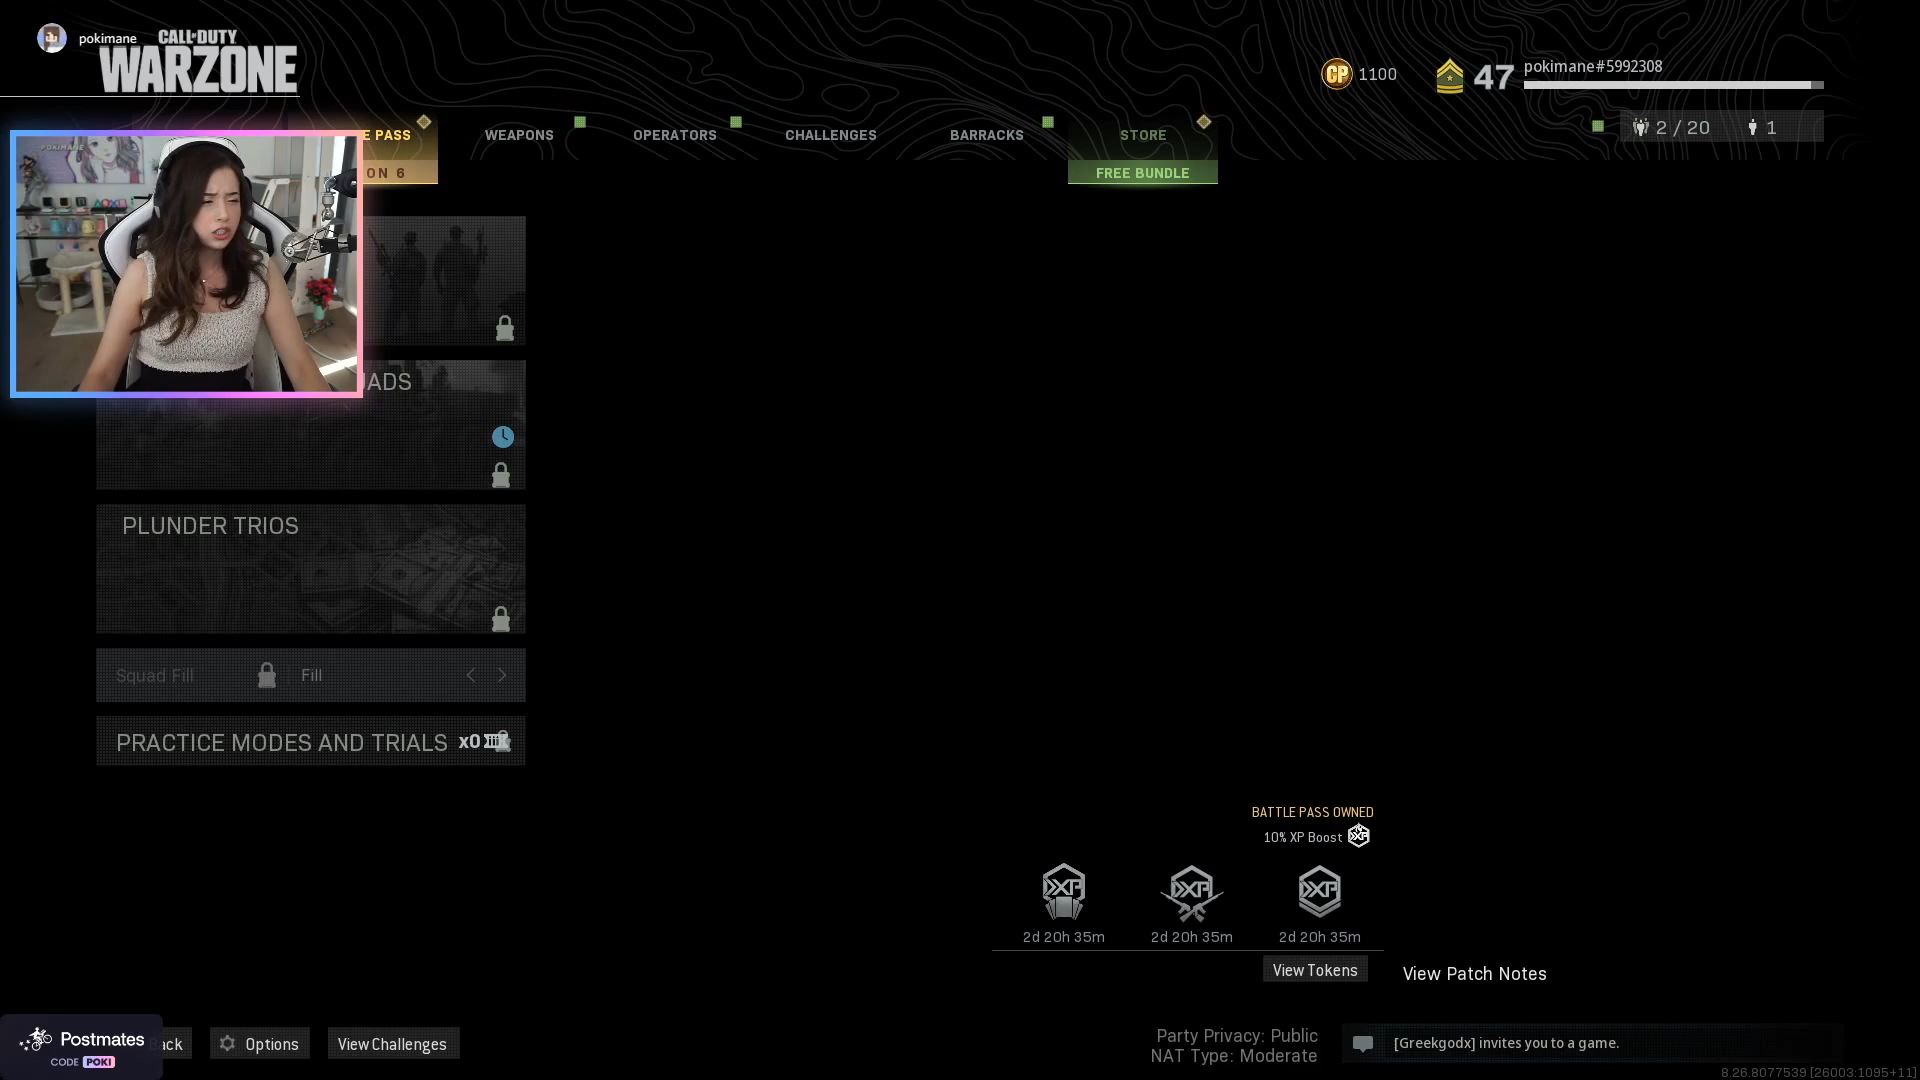 pokimane
CALL OF DUTY
WARZONE
CP 1100
47
pokimane#5992308
E PASS
WEAPONS
OPERATORS
CHALLENGES
BARRACKS
STORE
2 / 20
1
ON 6
FREE BUNDLE
POKIMANE
UADS
PLUNDER TRIOS
Squad Fill
Fill
PRACTICE MODES AND TRIALS x0
BATTLE PASS OWNED
10% XP Boost
2d 20h 35m
2d 20h 35m
2d 20h 35m
View Tokens
View Patch Notes
Postmates
CODE POKI
ack
Options
View Challenges
Party Privacy: Public
NAT Type: Moderate
[Greekgodx] invites you to a game.
8.26.8077539 [26003:1095+11]